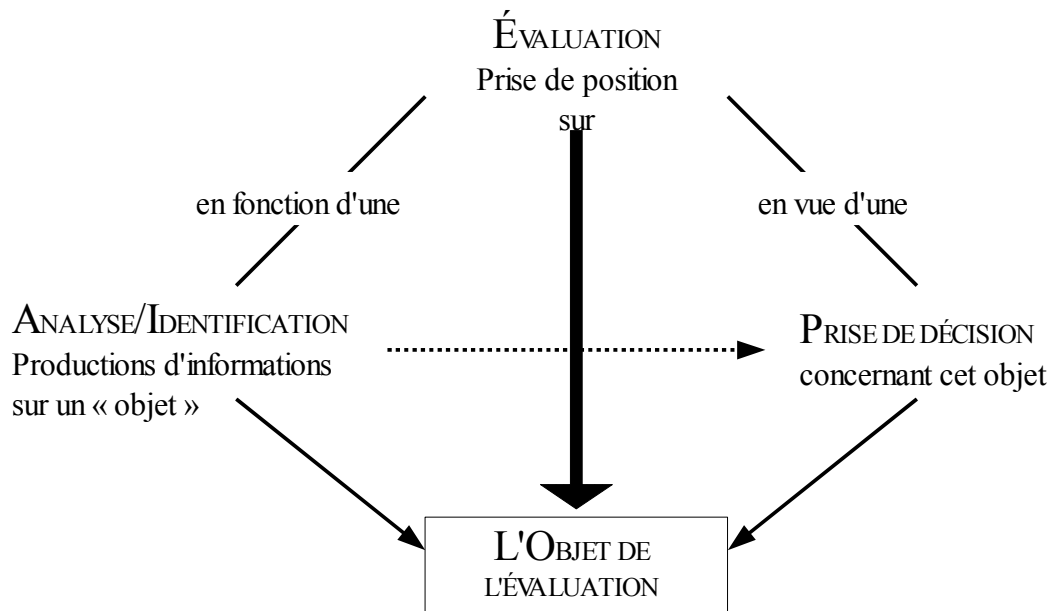 ÉVALUATION
Prise de position
sur
en fonction d'une
en vue d'une
ANALYSE/IDENTIFICATION
Productions d'informations
sur un « objet »
PRISE DE DÉCISION
concernant cet objet
L'OBJET DE
L'ÉVALUATION